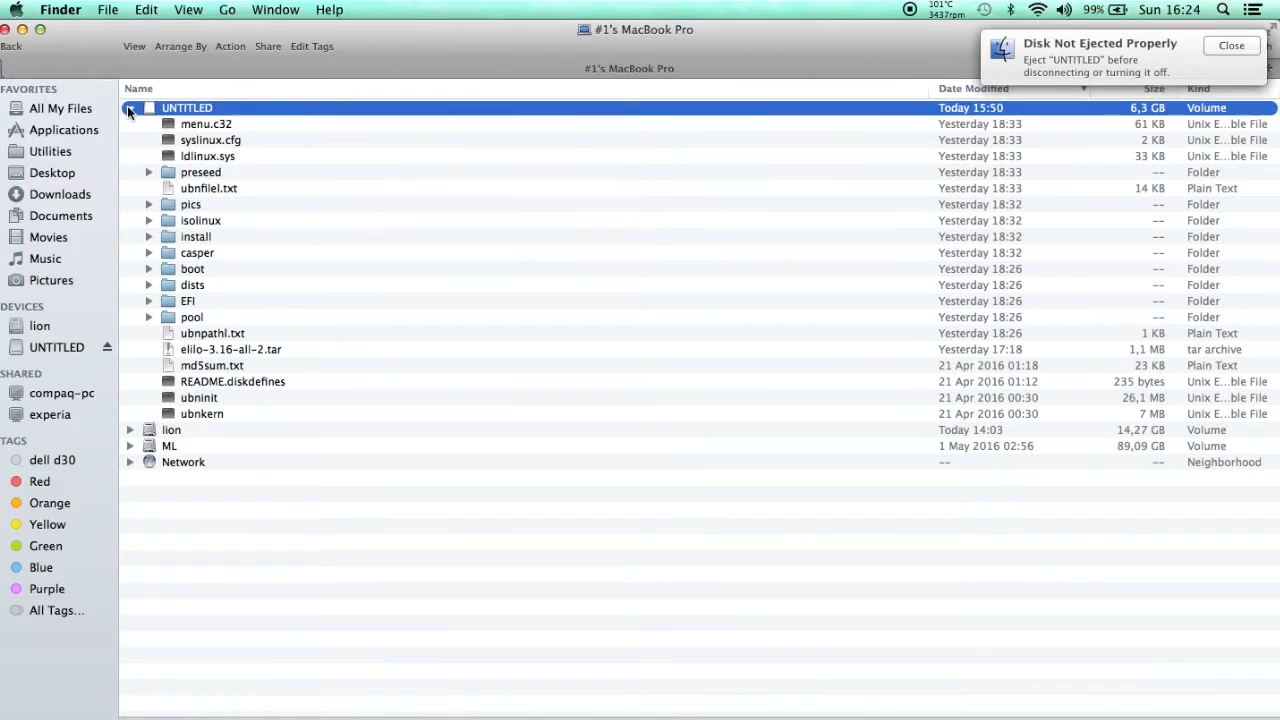 Finder File Edit View Go Window Help 101°C 3437rpm 99% Sun 16:24
#1's MacBook Pro
Back View Arrange By Action Share Edit Tags
#1's MacBook Pro
Disk Not Ejected Properly
Eject "UNTITLED" before
disconnecting or turning it off.
Close
FAVORITES
All My Files
Applications
Utilities
Desktop
Downloads
Documents
Movies
Music
Pictures
DEVICES
lion
UNTITLED
SHARED
compaq-pc
experia
TAGS
dell d30
Red
Orange
Yellow
Green
Blue
Purple
All Tags...
Name Date Modified Size Kind
UNTITLED Today 15:50 6,3 GB Volume
menu.c32 Yesterday 18:33 61 KB Unix E...ble File
syslinux.cfg Yesterday 18:33 2 KB Unix E...ble File
ldlinux.sys Yesterday 18:33 33 KB Unix E...ble File
preseed Yesterday 18:33 -- Folder
ubnfilel.txt Yesterday 18:33 14 KB Plain Text
pics Yesterday 18:32 -- Folder
isolinux Yesterday 18:32 -- Folder
install Yesterday 18:32 -- Folder
casper Yesterday 18:32 -- Folder
boot Yesterday 18:26 -- Folder
dists Yesterday 18:26 -- Folder
EFI Yesterday 18:26 -- Folder
pool Yesterday 18:26 -- Folder
ubnpathl.txt Yesterday 18:26 1 KB Plain Text
elilo-3.16-all-2.tar Yesterday 17:18 1,1 MB tar archive
md5sum.txt 21 Apr 2016 01:18 23 KB Plain Text
README.diskdefines 21 Apr 2016 01:12 235 bytes Unix E...ble File
ubninit 21 Apr 2016 00:30 26,1 MB Unix E...ble File
ubnkern 21 Apr 2016 00:30 7 MB Unix E...ble File
lion Today 14:03 14,27 GB Volume
ML 1 May 2016 02:56 89,09 GB Volume
Network -- -- Neighborhood